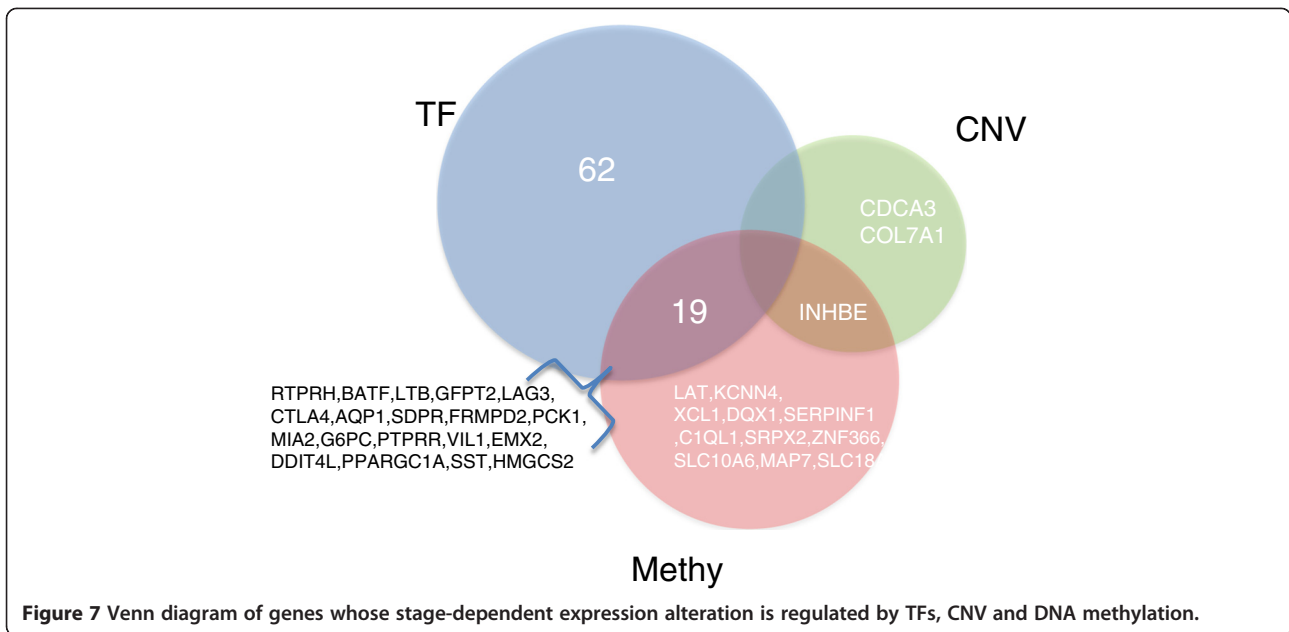 TF
CNV
62
CDCA3
COL7A1
19
INHBE
RTPRH,BATF,LTB,GFPT2,LAG3,
CTLA4,AQP1,SDPR,FRMPD2,PCK1,
MIA2,G6PC,PTPRR,VIL1,EMX2,
DDIT4L,PPARGC1A,SST,HMGCS2
LAT,KCNN4,
XCL1,DQX1,SERPINF1
,C1QL1,SRPX2,ZNF366,
SLC10A6,MAP7,SLC18
Methy
Figure 7 Venn diagram of genes whose stage-dependent expression alteration is regulated by TFs, CNV and DNA methylation.